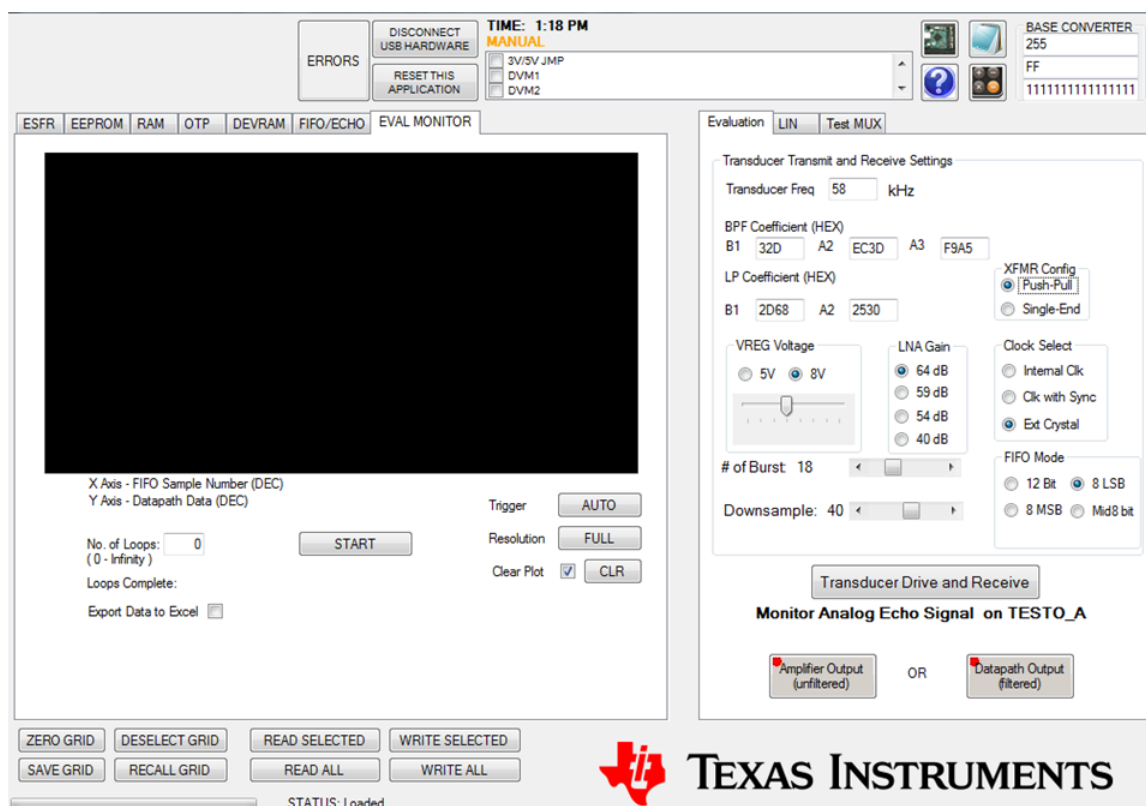 ERRORS
DISCONNECT
USB HARDWARE
RESET THIS
APPLICATION
TIME: 1:18 PM
MANUAL
3V/5V JMP
DVM1
DVM2
BASE CONVERTER
255
FF
1111111111111111
ESFR EEPROM RAM OTP DEVRAM FIFO/ECHO EVAL MONITOR
X Axis - FIFO Sample Number (DEC)
Y Axis - Datapath Data (DEC)
No. of Loops: 0
( 0 - Infinity )
Loops Complete:
Export Data to Excel
START
Trigger AUTO
Resolution FULL
Clear Plot CLR
Evaluation LIN Test MUX
Transducer Transmit and Receive Settings
Transducer Freq 58 kHz
BPF Coefficient (HEX)
B1 32D A2 EC3D A3 F9A5
LP Coefficient (HEX)
B1 2D68 A2 2530
XFMR Config
Push-Pull
Single-End
VREG Voltage
5V 8V
LNA Gain
64 dB
59 dB
54 dB
40 dB
Clock Select
Internal Clk
Clk with Sync
Ext Crystal
# of Burst: 18
Downsample: 40
FIFO Mode
12 Bit 8 LSB
8 MSB Mid8 bit
Transducer Drive and Receive
Monitor Analog Echo Signal on TESTO_A
Amplifier Output
(unfiltered)
OR
Datapath Output
(filtered)
ZERO GRID DESELECT GRID READ SELECTED WRITE SELECTED
SAVE GRID RECALL GRID READ ALL WRITE ALL
STATUS: Loaded
TEXAS INSTRUMENTS